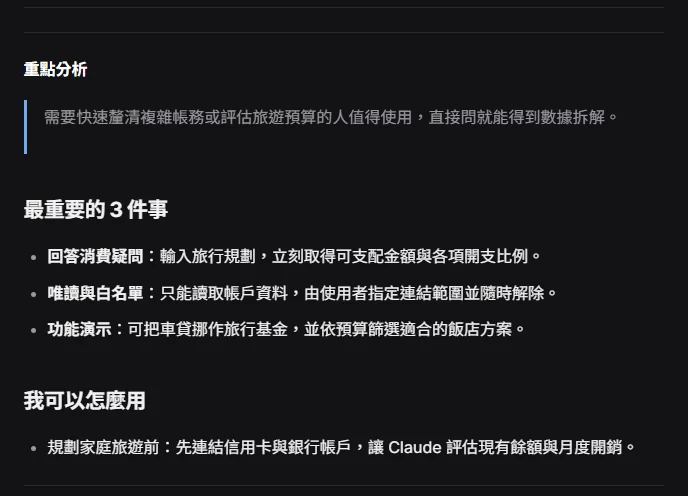 重點分析
需要快速釐清複雜帳務或評估旅遊預算的人值得使用，直接問就能得到數據拆解。
最重要的 3 件事
回答消費疑問：輸入旅行規劃，立刻取得可支配金額與各項開支比例。
唯讀與白名單：只能讀取帳戶資料，由使用者指定連結範圍並隨時解除。
功能演示：可把車貸挪作旅行基金，並依預算篩選適合的飯店方案。
我可以怎麼用
規劃家庭旅遊前：先連結信用卡與銀行帳戶，讓 Claude 評估現有餘額與月度開銷。